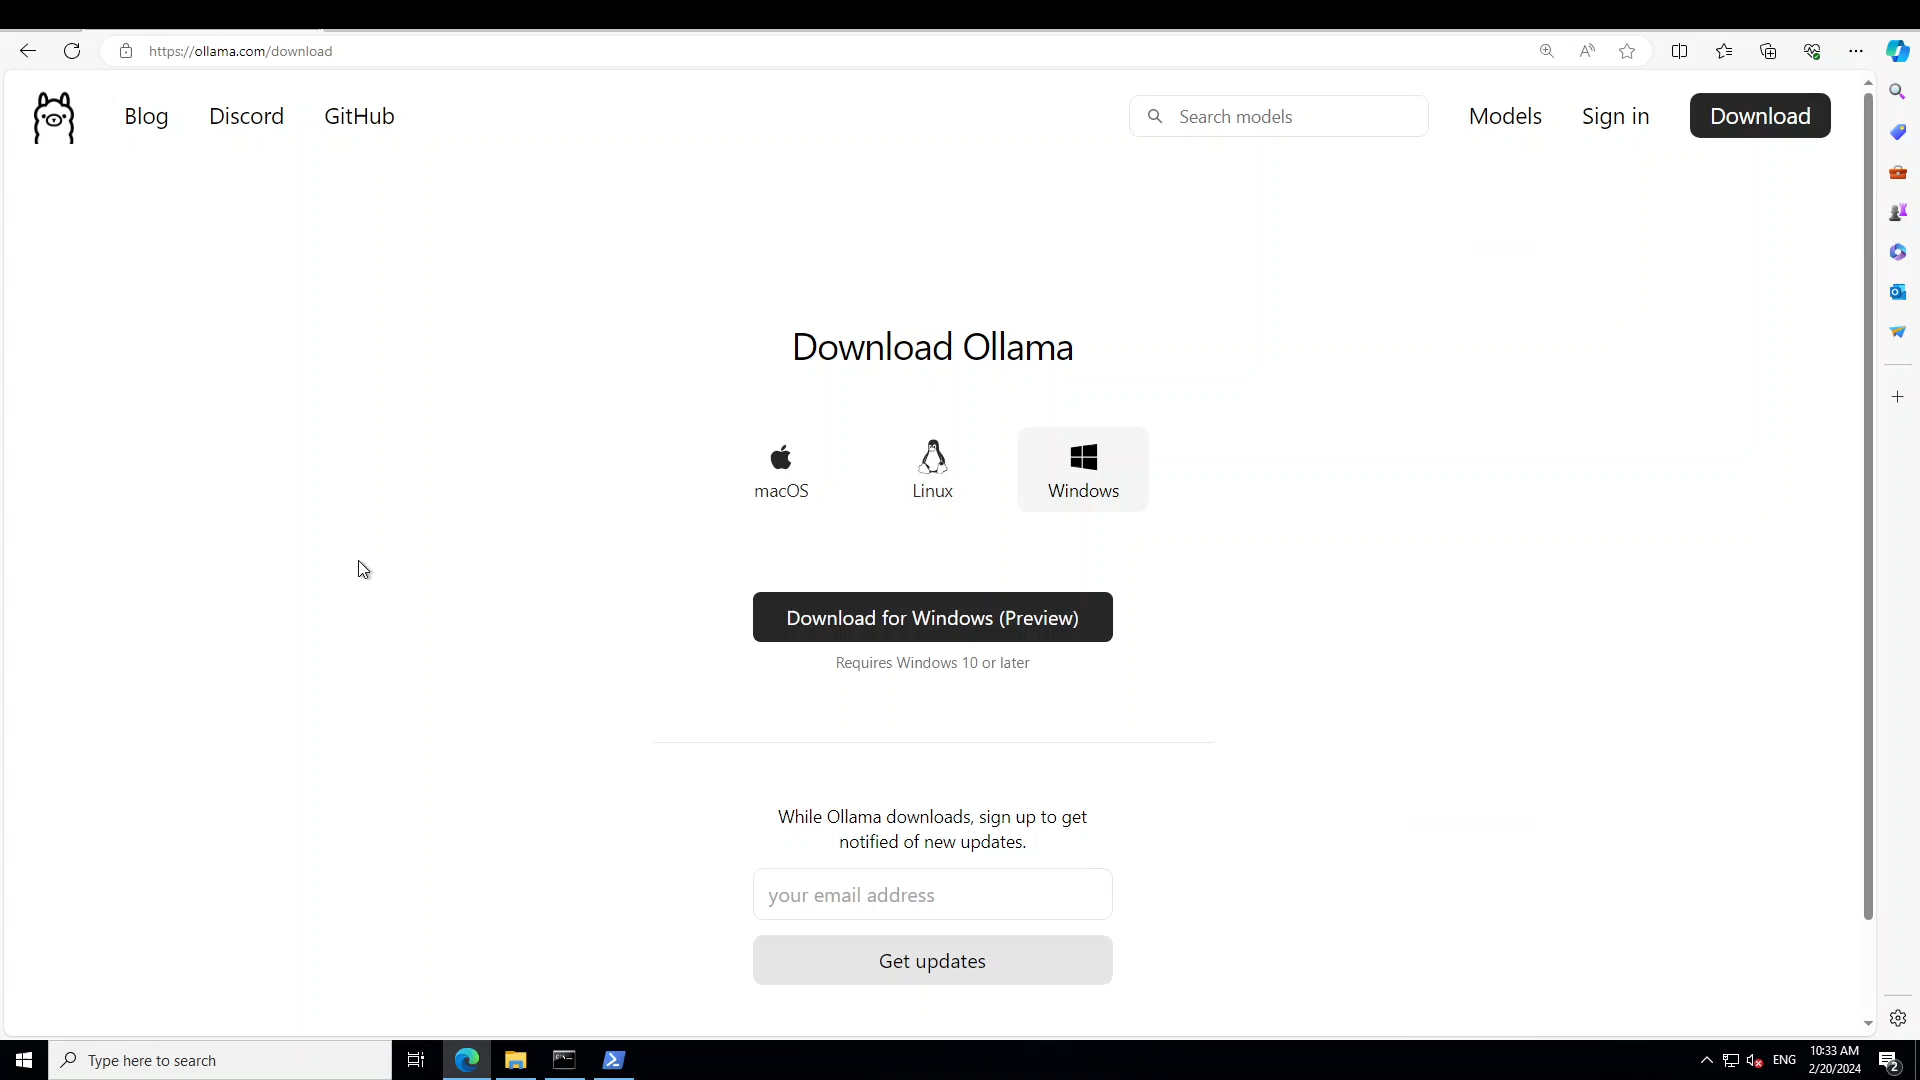 https://ollama.com/download
Blog
Discord
GitHub
Search models
Models
Sign in
Download
Download Ollama
macOS
Linux
Windows
Download for Windows (Preview)
Requires Windows 10 or later
While Ollama downloads, sign up to get
notified of new updates.
your email address
Get updates
Type here to search
ENG
10:33 AM
2/20/2024
2